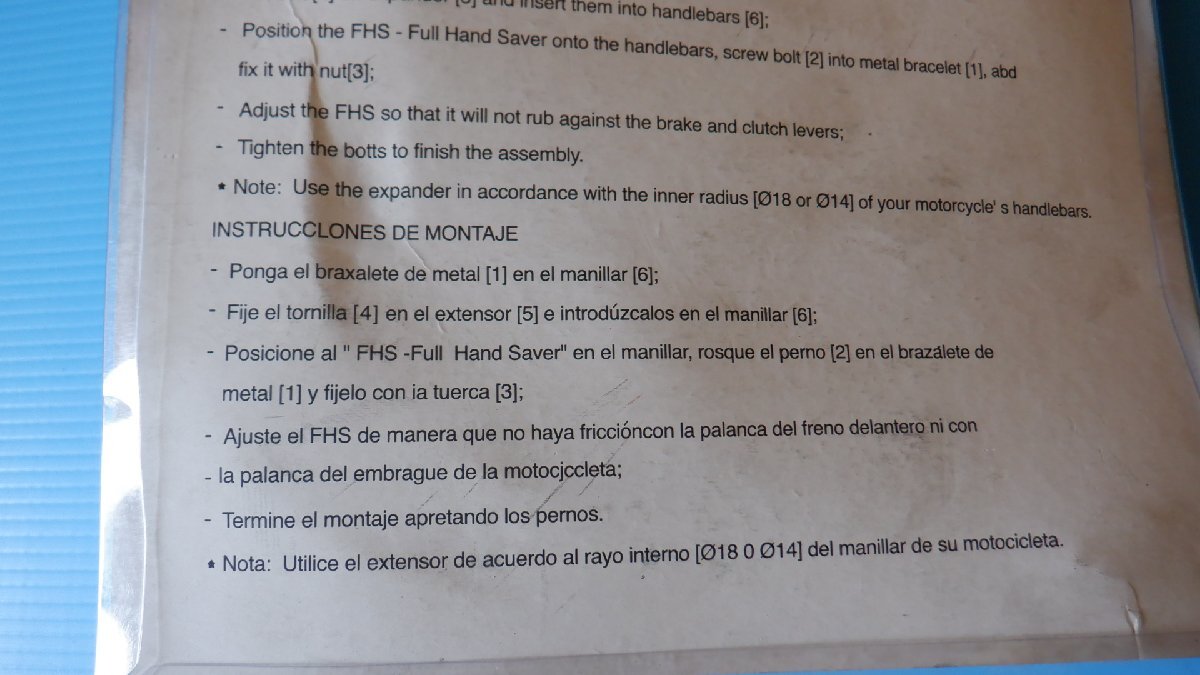 and insert them into handlebars [6];
- Position the FHS - Full Hand Saver onto the handlebars, screw bolt [2] into metal bracelet [1], abd
fix it with nut[3];
- Adjust the FHS so that it will not rub against the brake and clutch levers;
- Tighten the botts to finish the assembly.
* Note: Use the expander in accordance with the inner radius [Ø18 or Ø14] of your motorcycle' s handlebars.
INSTRUCCLONES DE MONTAJE
- Ponga el braxalete de metal [1] en el manillar [6];
- Fije el tornilla [4] en el extensor [5] e introdúzcalos en el manillar [6];
- Posicione al " FHS -Full Hand Saver" en el manillar, rosque el perno [2] en el brazálete de
metal [1] y fijelo con ia tuerca [3];
- Ajuste el FHS de manera que no haya friccióncon la palanca del freno delantero ni con
- la palanca del embrague de la motocjccleta;
- Termine el montaje apretando los pernos.
* Nota: Utilice el extensor de acuerdo al rayo interno [Ø18 0 Ø14] del manillar de su motocicleta.